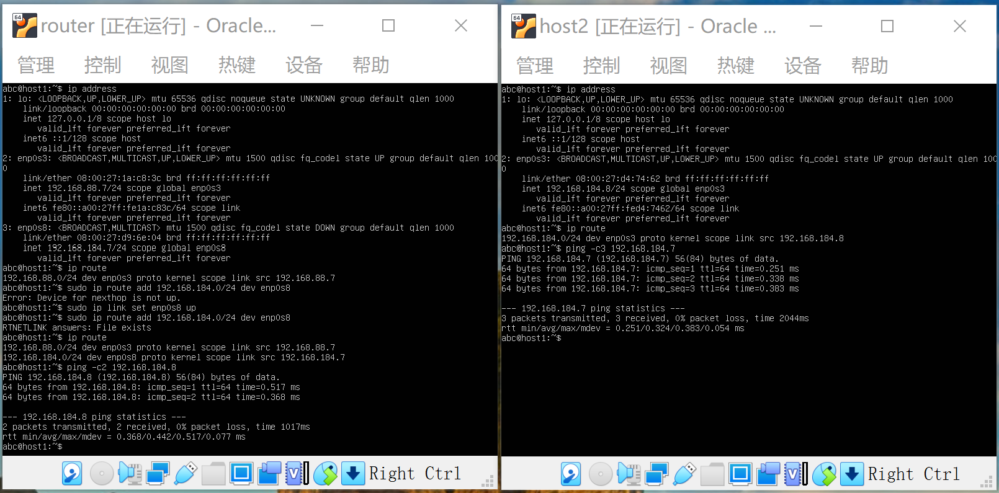 64
router [正在运行] - Oracle...
管理 控制 视图 热键 设备 帮助
abc@host1:~$ ip address
1: lo: <LOOPBACK,UP,LOWER_UP> mtu 65536 qdisc noqueue state UNKNOWN group default qlen 1000
    link/loopback 00:00:00:00:00:00 brd 00:00:00:00:00:00
    inet 127.0.0.1/8 scope host lo
       valid_lft forever preferred_lft forever
    inet6 ::1/128 scope host
       valid_lft forever preferred_lft forever
2: enp0s3: <BROADCAST,MULTICAST,UP,LOWER_UP> mtu 1500 qdisc fq_codel state UP group default qlen 100
0
    link/ether 08:00:27:1a:c8:3c brd ff:ff:ff:ff:ff:ff
    inet 192.168.88.7/24 scope global enp0s3
       valid_lft forever preferred_lft forever
    inet6 fe80::a00:27ff:fe1a:c83c/64 scope link
       valid_lft forever preferred_lft forever
3: enp0s8: <BROADCAST,MULTICAST> mtu 1500 qdisc fq_codel state DOWN group default qlen 1000
    link/ether 08:00:27:d9:6e:04 brd ff:ff:ff:ff:ff:ff
    inet 192.168.184.7/24 scope global enp0s8
       valid_lft forever preferred_lft forever
abc@host1:~$ ip route
192.168.88.0/24 dev enp0s3 proto kernel scope link src 192.168.88.7
abc@host1:~$ sudo ip route add 192.168.184.0/24 dev enp0s8
Error: Device for nexthop is not up.
abc@host1:~$ sudo ip link set enp0s8 up
abc@host1:~$ sudo ip route add 192.168.184.0/24 dev enp0s8
RTNETLINK answers: File exists
abc@host1:~$ ip route
192.168.88.0/24 dev enp0s3 proto kernel scope link src 192.168.88.7
192.168.184.0/24 dev enp0s8 proto kernel scope link src 192.168.184.7
abc@host1:~$ ping -c2 192.168.184.8
PING 192.168.184.8 (192.168.184.8) 56(84) bytes of data.
64 bytes from 192.168.184.8: icmp_seq=1 ttl=64 time=0.517 ms
64 bytes from 192.168.184.8: icmp_seq=2 ttl=64 time=0.368 ms
--- 192.168.184.8 ping statistics ---
2 packets transmitted, 2 received, 0% packet loss, time 1017ms
rtt min/avg/max/mdev = 0.368/0.442/0.517/0.077 ms
abc@host1:~$
V
Right Ctrl
64
host2 [正在运行] - Oracle ...
管理 控制 视图 热键 设备 帮助
abc@host1:~$ ip address
1: lo: <LOOPBACK,UP,LOWER_UP> mtu 65536 qdisc noqueue state UNKNOWN group default qlen 1000
    link/loopback 00:00:00:00:00:00 brd 00:00:00:00:00:00
    inet 127.0.0.1/8 scope host lo
       valid_lft forever preferred_lft forever
    inet6 ::1/128 scope host
       valid_lft forever preferred_lft forever
2: enp0s3: <BROADCAST,MULTICAST,UP,LOWER_UP> mtu 1500 qdisc fq_codel state UP group default qlen 100
0
    link/ether 08:00:27:d4:74:62 brd ff:ff:ff:ff:ff:ff
    inet 192.168.184.8/24 scope global enp0s3
       valid_lft forever preferred_lft forever
    inet6 fe80::a00:27ff:fed4:7462/64 scope link
       valid_lft forever preferred_lft forever
abc@host1:~$ ip route
192.168.184.0/24 dev enp0s3 proto kernel scope link src 192.168.184.8
abc@host1:~$ ping -c3 192.168.184.7
PING 192.168.184.7 (192.168.184.7) 56(84) bytes of data.
64 bytes from 192.168.184.7: icmp_seq=1 ttl=64 time=0.251 ms
64 bytes from 192.168.184.7: icmp_seq=2 ttl=64 time=0.338 ms
64 bytes from 192.168.184.7: icmp_seq=3 ttl=64 time=0.383 ms
--- 192.168.184.7 ping statistics ---
3 packets transmitted, 3 received, 0% packet loss, time 2044ms
rtt min/avg/max/mdev = 0.251/0.324/0.383/0.054 ms
abc@host1:~$
V
Right Ctrl